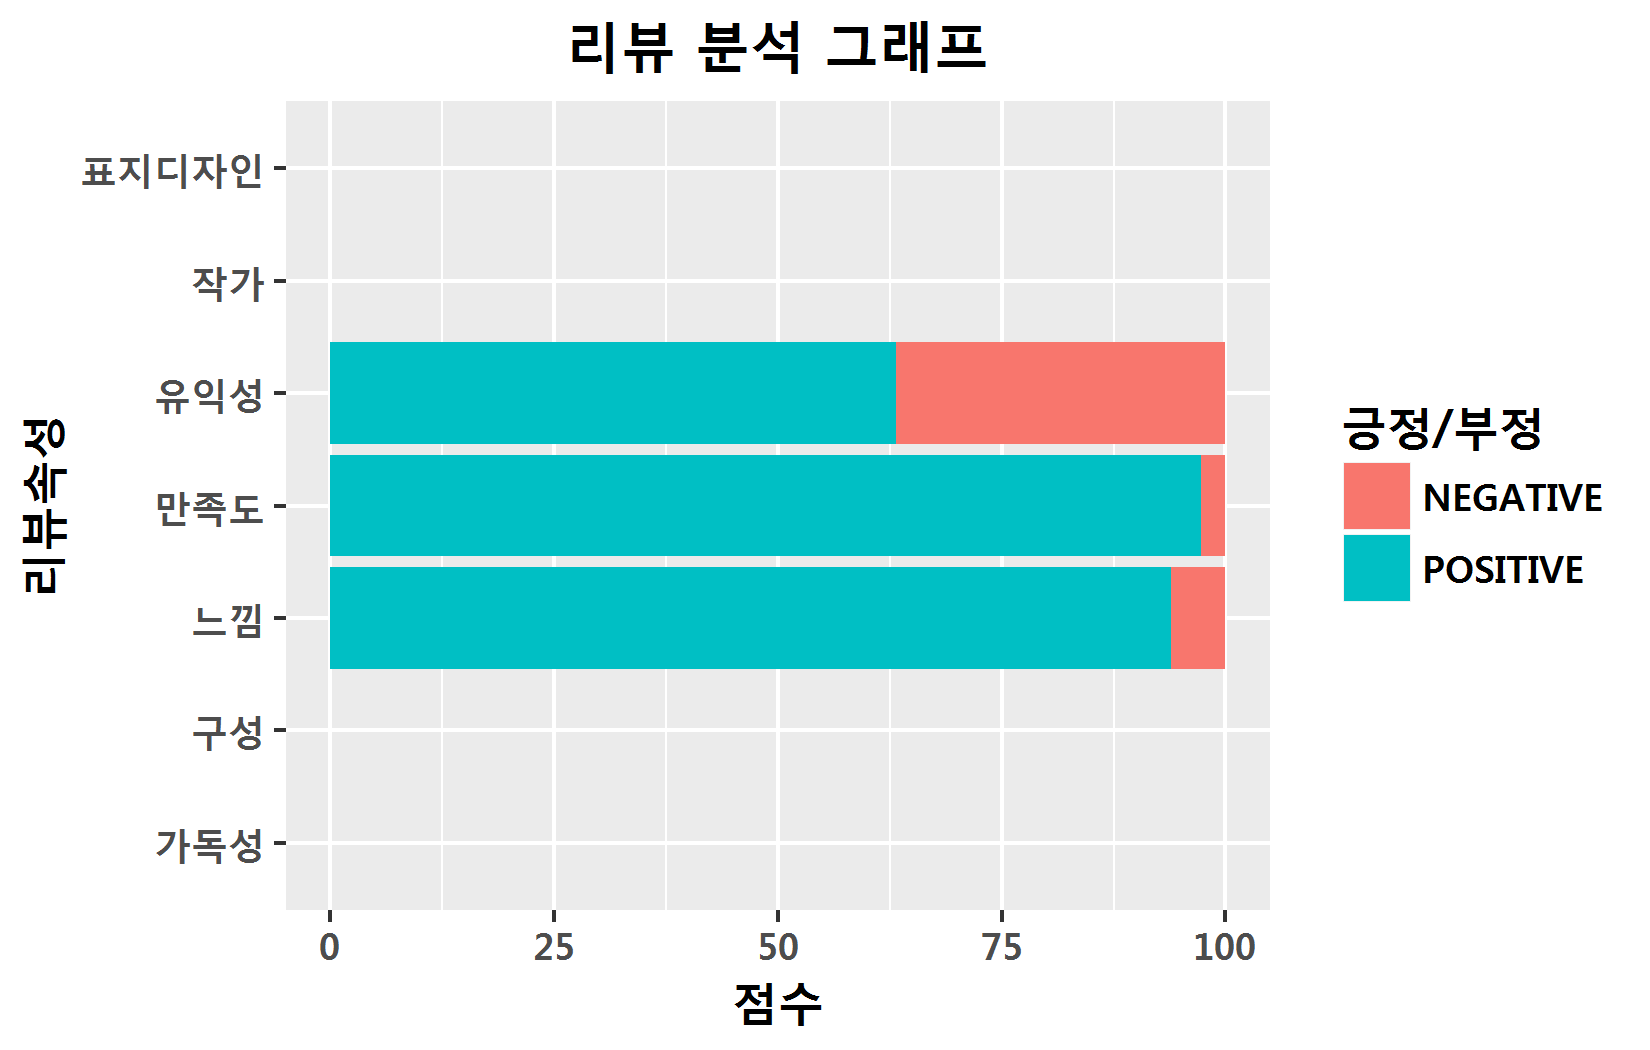 리뷰 분석 그래프
리뷰속성
표지디자인
작가
유익성
만족도
느낌
구성
가독성
0 25 50 75 100
점수
긍정/부정
NEGATIVE
POSITIVE